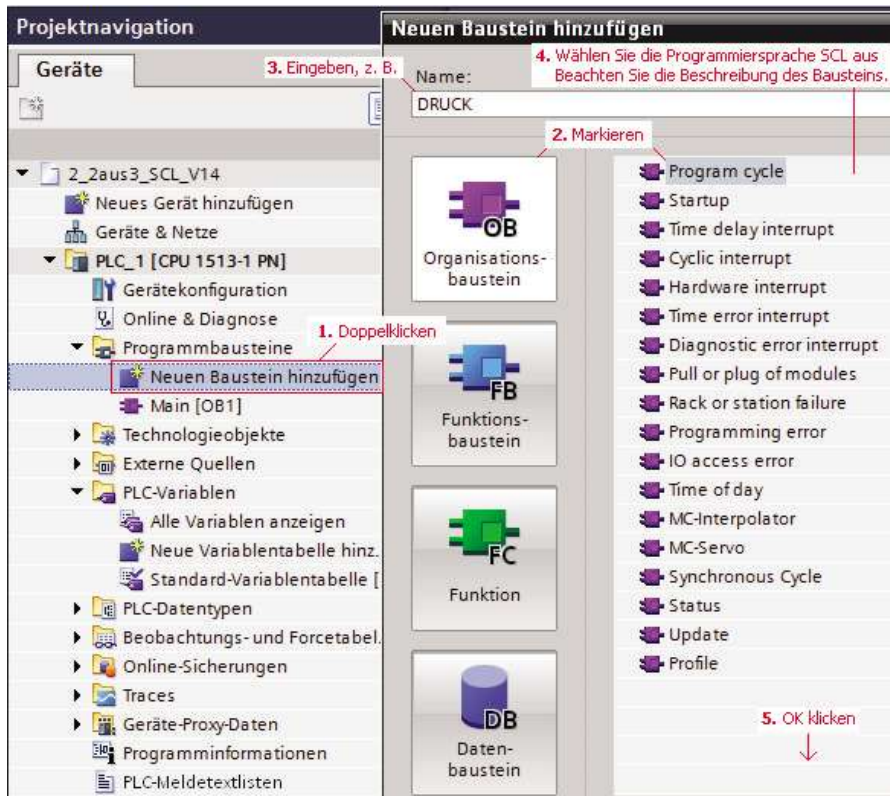 Projektnavigation
Geräte
2_2aus3_SCL_V14
Neues Gerät hinzufügen
Geräte & Netze
PLC_1 [CPU 1513-1 PN]
Gerätekonfiguration
Online & Diagnose
1. Doppelklicken
Programmbausteine
Neuen Baustein hinzufügen
Main [OB1]
Technologieobjekte
Externe Quellen
PLC-Variablen
Alle Variablen anzeigen
Neue Variablentabelle hinz.
Standard-Variablentabelle [
PLC-Datentypen
Beobachtungs- und Forcetabel.
Online-Sicherungen
Traces
Geräte-Proxy-Daten
Programminformationen
PLC-Meldetextlisten
Neuen Baustein hinzufügen
3. Eingeben, z. B.
Name:
DRUCK
4. Wählen Sie die Programmiersprache SCL aus
Beachten Sie die Beschreibung des Bausteins.
2. Markieren
OB
Organisations-
baustein
FB
Funktions-
baustein
FC
Funktion
DB
Daten-
baustein
Program cycle
Startup
Time delay interrupt
Cyclic interrupt
Hardware interrupt
Time error interrupt
Diagnostic error interrupt
Pull or plug of modules
Rack or station failure
Programming error
IO access error
Time of day
MC-Interpolator
MC-Servo
Synchronous Cycle
Status
Update
Profile
5. OK klicken